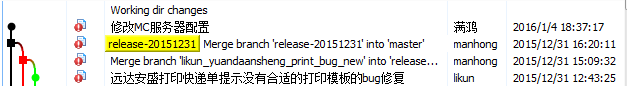 Working dir changes
修改MC服务器配置 满鸿 2016/1/4 18:37:17
release-20151231 Merge branch 'release-20151231' into 'master' manhong 2015/12/31 16:20:11
Merge branch 'likun_yuandaansheng_print_bug_new' into 'release... manhong 2015/12/31 15:09:32
远达安盛打印快递单提示没有合适的打印模板的bug修复 likun 2015/12/31 12:43:25